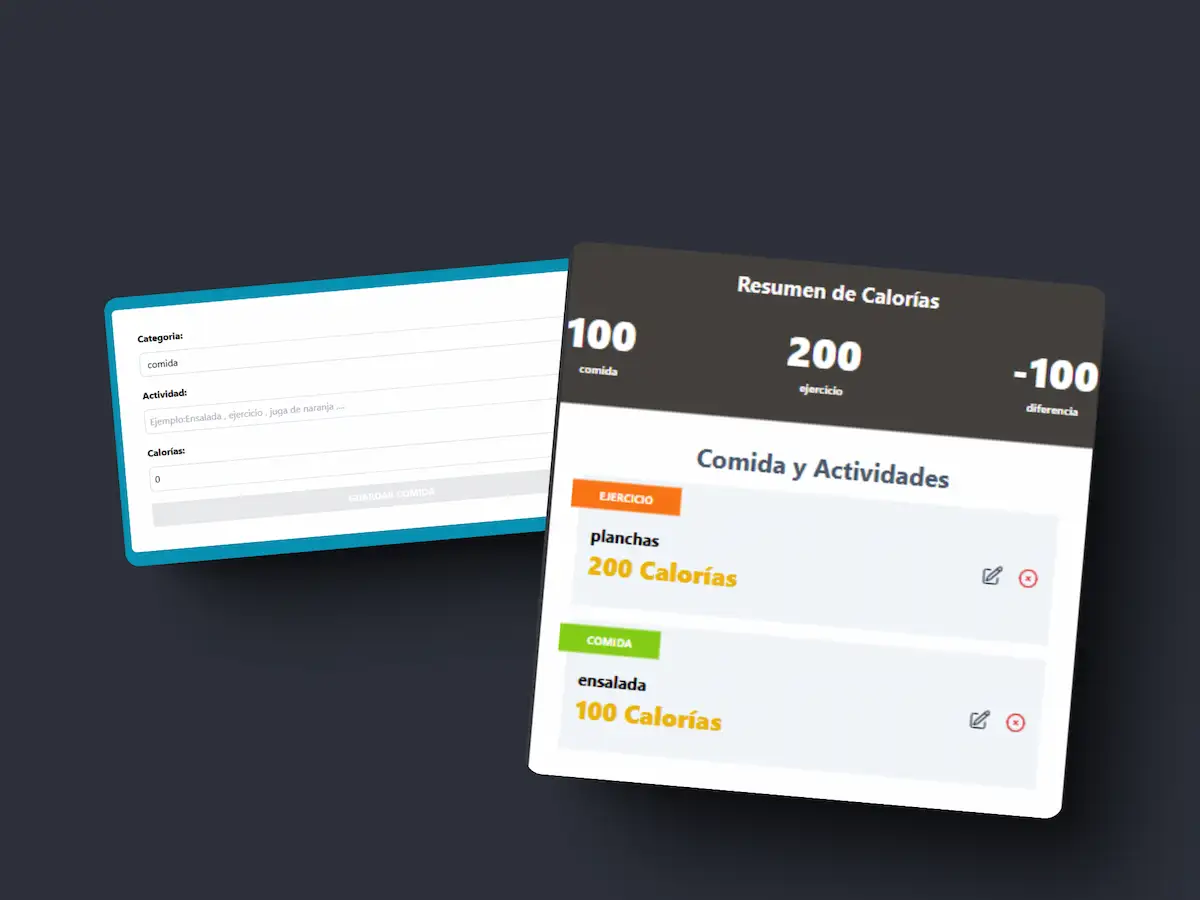 Categoria:
comida
Actividad:
Ejemplo:Ensalada , ejercicio , juga de naranja ....
Calorías:
0
GUARDAR COMIDA
Resumen de Calorías
100
comida
200
ejercicio
-100
diferencia
Comida y Actividades
EJERCICIO
planchas
200 Calorías
COMIDA
ensalada
100 Calorías